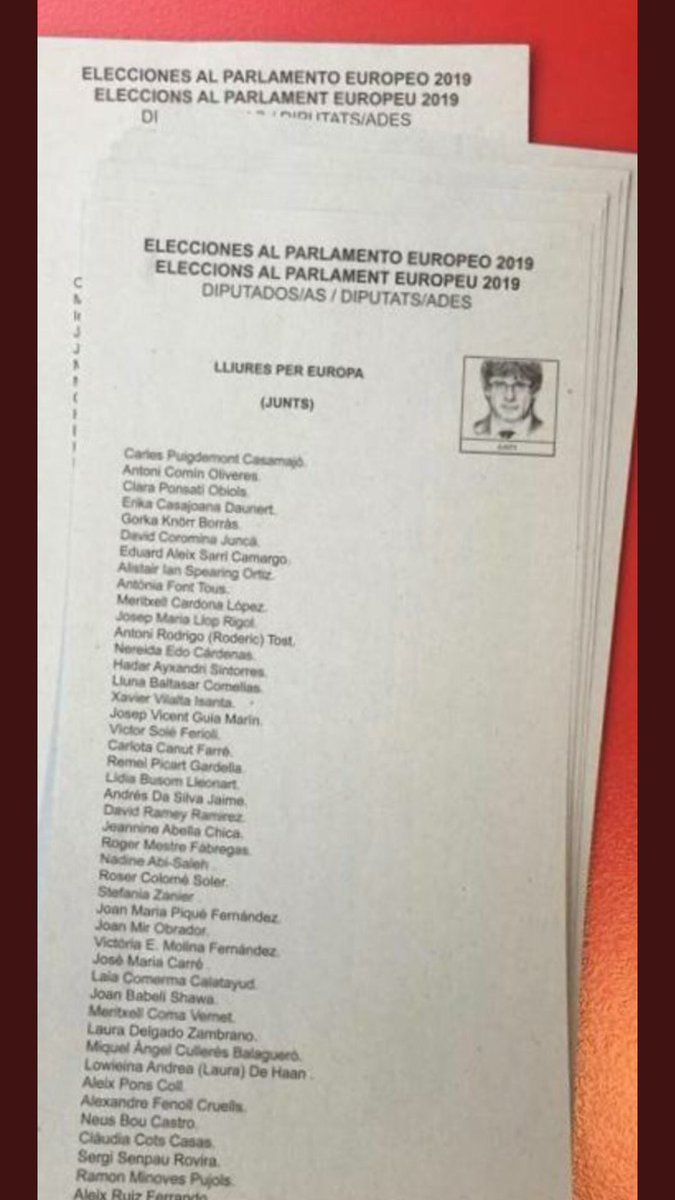 ELECCIONES AL PARLAMENTO EUROPEO 2019
ELECCIONS AL PARLAMENT EUROPEU 2019
DIPUTATS/ADES
ELECCIONES AL PARLAMENTO EUROPEO 2019
ELECCIONS AL PARLAMENT EUROPEU 2019
DIPUTADOS/AS / DIPUTATS/ADES
LLIURES PER EUROPA
(JUNTS)
Carles Puigdemont Casamajó.
Antoni Comín Oliveres.
Clara Ponsatí Obiols.
Erika Casajoana Daunert.
Gorka Knörr Borràs.
David Coromina Juncà.
Eduard Aleix Sarri Camargo.
Alistair Ian Spearing Ortiz.
Antònia Font Tous.
Meritxell Cardona López.
Josep Maria Llop Rigol.
Antoni Rodrigo (Roderic) Tost.
Nereida Edo Cárdenas.
Hadar Ayxandri Sintorres.
Lluna Baltasar Comellas.
Xavier Vilalta Isanta.
Josep Vicent Guia Marín.
Víctor Solé Ferioli.
Carlota Canut Farré.
Remei Picart Gardella.
Lídia Busom Lleonart.
Andrés Da Silva Jaime.
David Ramey Ramirez.
Jeannine Abella Chica.
Roger Mestre Fàbregas.
Nadine Abi-Saleh
Roser Colomé Soler.
Stefania Zanier
Joan Maria Piqué Fernández.
Joan Mir Obrador.
Victòria E. Molina Fernández.
José Maria Carré
Laia Comerma Calatayud.
Joan Babeli Shawa.
Meritxell Coma Vernet.
Laura Delgado Zambrano.
Miquel Àngel Cullerés Balagueró.
Lowieina Andrea (Laura) De Haan .
Aleix Pons Coll.
Alexandre Fenoll Cruells.
Neus Bou Castro.
Clàudia Cots Casas.
Sergi Senpau Rovira.
Ramon Minoves Pujols.
Aleix Ruiz Ferrando